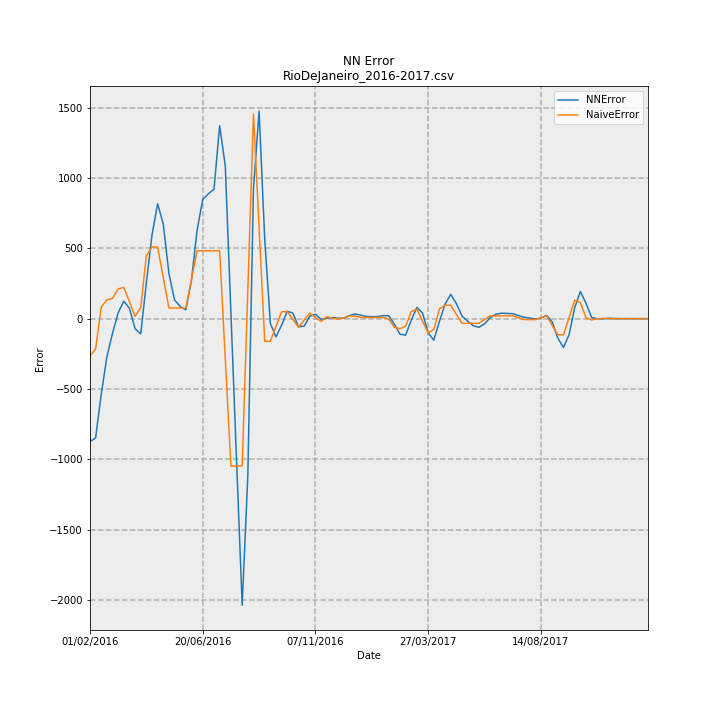 NN Error
RioDeJaneiro_2016-2017.csv
NNError
NaiveError
1500
1000
500
0
−500
−1000
−1500
−2000
Error
01/02/2016
20/06/2016
07/11/2016
27/03/2017
14/08/2017
Date